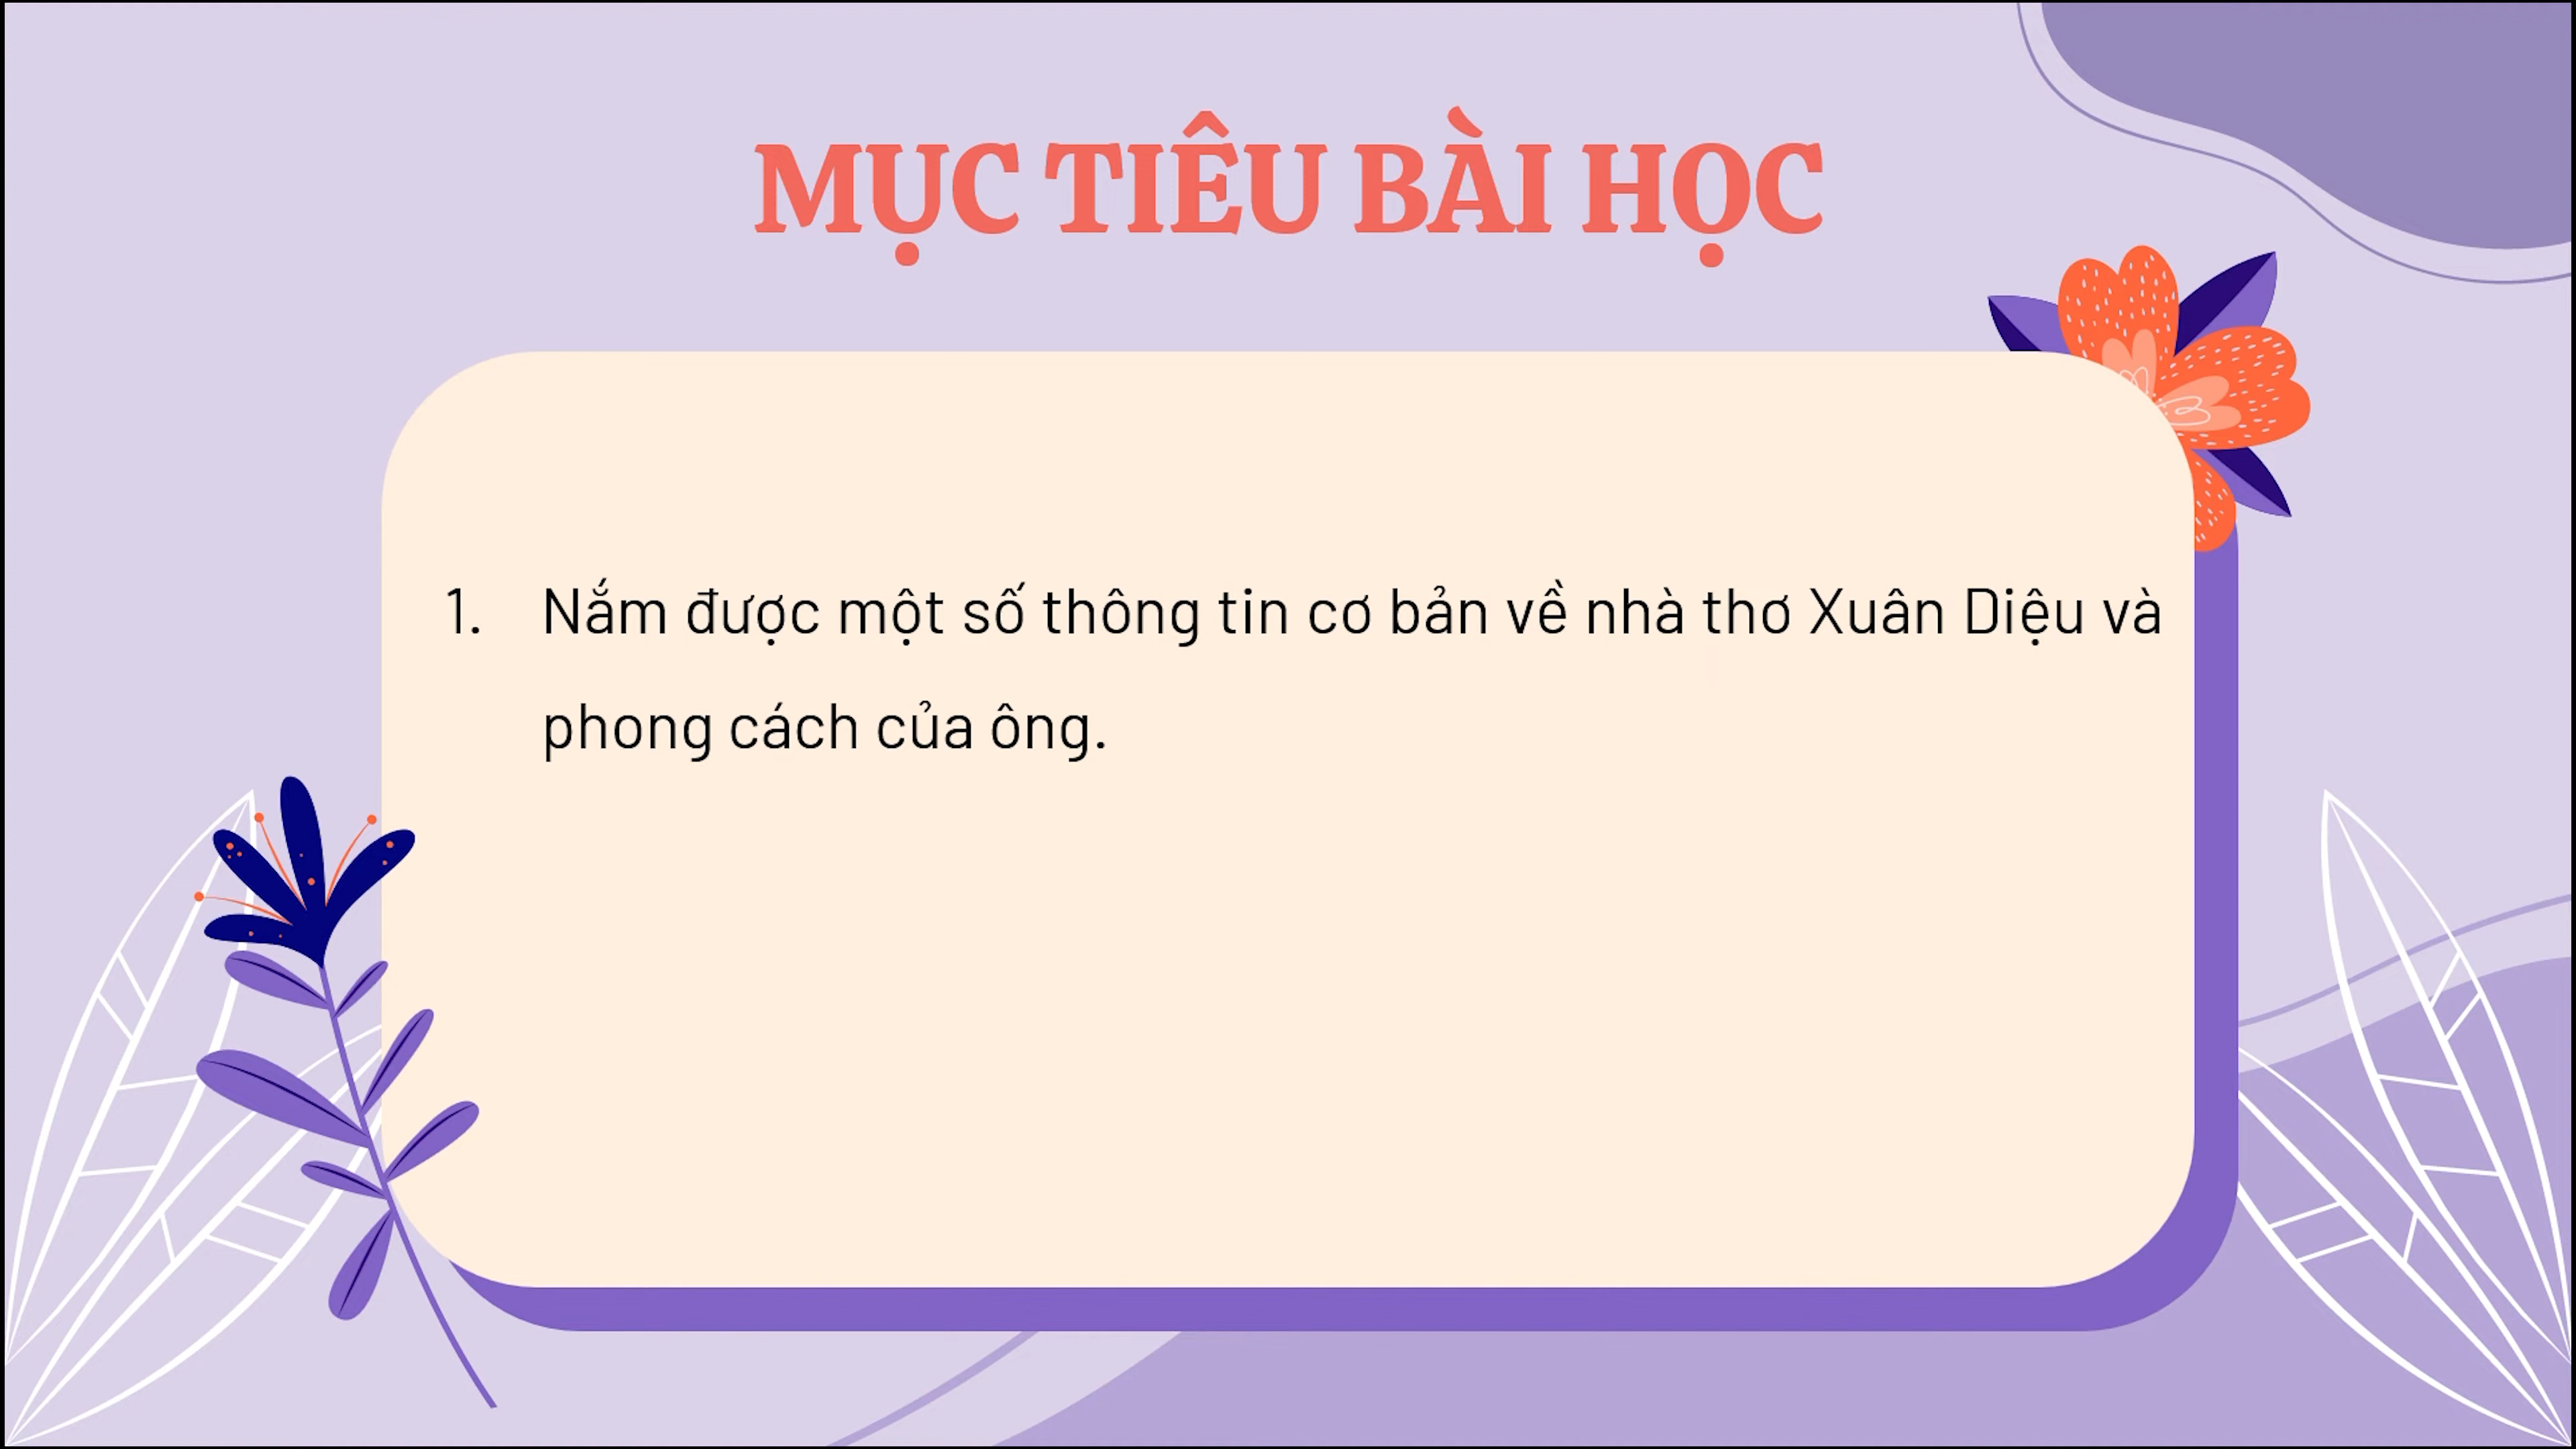 MỤC TIÊU BÀI HỌC
1. Nắm được một số thông tin cơ bản về nhà thơ Xuân Diệu và
phong cách của ông.